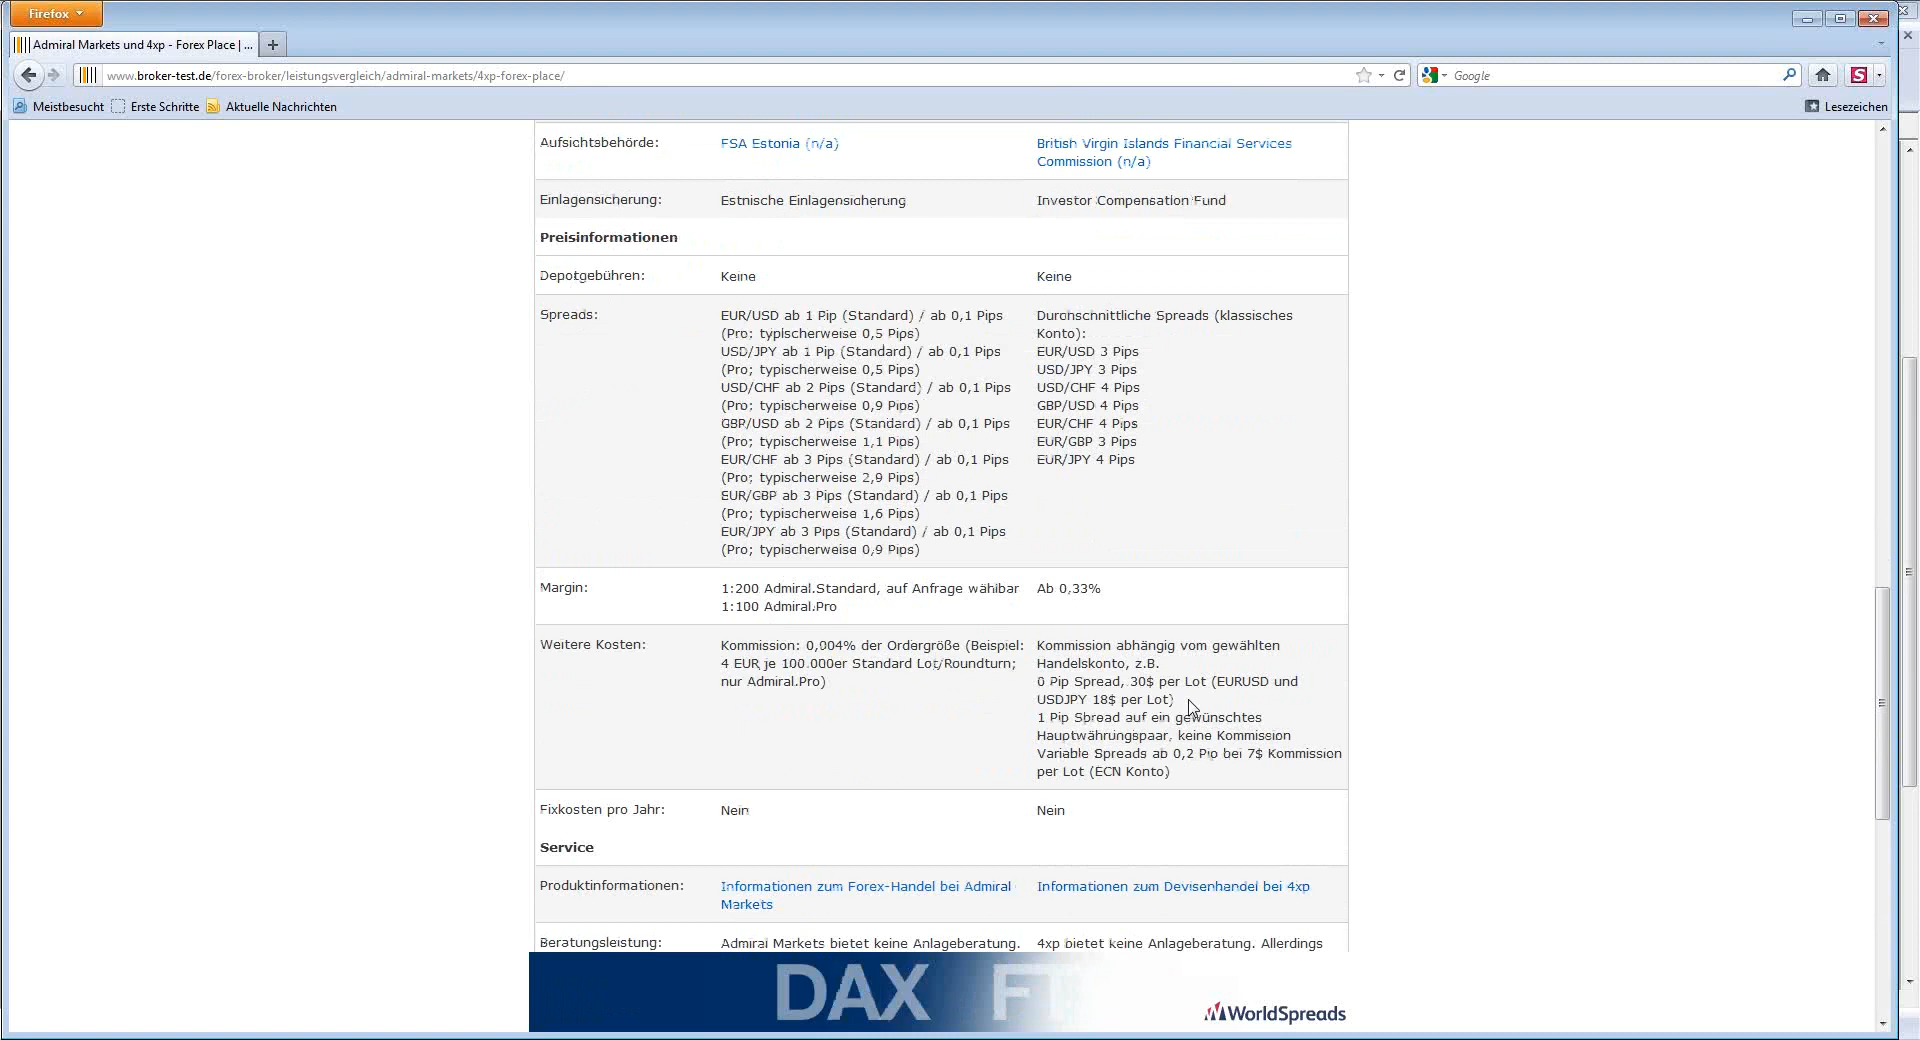 Firefox
Admiral Markets und 4xp - Forex Place | ...
www.broker-test.de/forex-broker/leistungsvergleich/admiral-markets/4xp-forex-place/
Google
Meistbesucht Erste Schritte Aktuelle Nachrichten Lesezeichen
Aufsichtsbehörde: FSA Estonia (n/a) British Virgin Islands Financial Services
Commission (n/a)
Einlagensicherung: Estnische Einlagensicherung Investor Compensation Fund
Preisinformationen
Depotgebühren: Keine Keine
Spreads: EUR/USD ab 1 Pip (Standard) / ab 0,1 Pips Durchschnittliche Spreads (klassisches
(Pro; typischerweise 0,5 Pips) Konto):
USD/JPY ab 1 Pip (Standard) / ab 0,1 Pips EUR/USD 3 Pips
(Pro; typischerweise 0,5 Pips) USD/JPY 3 Pips
USD/CHF ab 2 Pips (Standard) / ab 0,1 Pips USD/CHF 4 Pips
(Pro; typischerweise 0,9 Pips) GBP/USD 4 Pips
GBP/USD ab 2 Pips (Standard) / ab 0,1 Pips EUR/CHF 4 Pips
(Pro; typischerweise 1,1 Pips) EUR/GBP 3 Pips
EUR/CHF ab 3 Pips (Standard) / ab 0,1 Pips EUR/JPY 4 Pips
(Pro; typischerweise 2,9 Pips)
EUR/GBP ab 3 Pips (Standard) / ab 0,1 Pips
(Pro; typischerweise 1,6 Pips)
EUR/JPY ab 3 Pips (Standard) / ab 0,1 Pips
(Pro; typischerweise 0,9 Pips)
Margin: 1:200 Admiral.Standard, auf Anfrage wählbar Ab 0,33%
1:100 Admiral.Pro
Weitere Kosten: Kommission: 0,004% der Ordergröße (Beispiel: Kommission abhängig vom gewählten
4 EUR je 100.000er Standard Lot/Roundturn; Handelskonto, z.B.
nur Admiral.Pro) 0 Pip Spread, 30$ per Lot (EURUSD und
USDJPY 18$ per Lot)
1 Pip Spread auf ein gewünschtes
Hauptwährungspaar, keine Kommission
Variable Spreads ab 0,2 Pip bei 7$ Kommission
per Lot (ECN Konto)
Fixkosten pro Jahr: Nein Nein
Service
Produktinformationen: Informationen zum Forex-Handel bei Admiral Informationen zum Devisenhandel bei 4xp
Markets
Beratungsleistung: Admiral Markets bietet keine Anlageberatung. 4xp bietet keine Anlageberatung. Allerdings
DAX FT
WorldSpreads